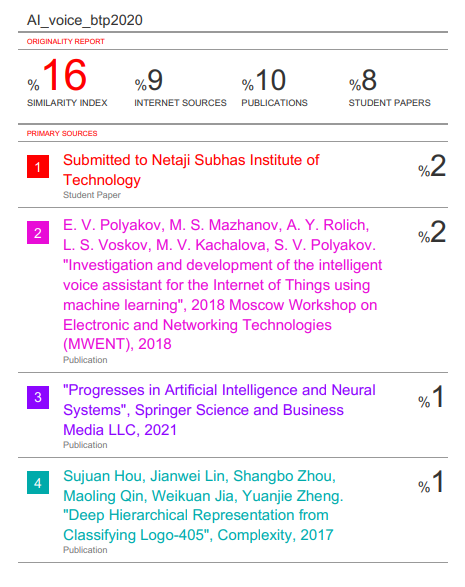 AI_voice_btp2020
ORIGINALITY REPORT
%16
SIMILARITY INDEX
%9
INTERNET SOURCES
%10
PUBLICATIONS
%8
STUDENT PAPERS
PRIMARY SOURCES
1
Submitted to Netaji Subhas Institute of
Technology
Student Paper
%2
2
E. V. Polyakov, M. S. Mazhanov, A. Y. Rolich,
L. S. Voskov, M. V. Kachalova, S. V. Polyakov.
"Investigation and development of the intelligent
voice assistant for the Internet of Things using
machine learning", 2018 Moscow Workshop on
Electronic and Networking Technologies
(MWENT), 2018
Publication
%2
3
"Progresses in Artificial Intelligence and Neural
Systems", Springer Science and Business
Media LLC, 2021
Publication
%1
4
Sujuan Hou, Jianwei Lin, Shangbo Zhou,
Maoling Qin, Weikuan Jia, Yuanjie Zheng.
"Deep Hierarchical Representation from
Classifying Logo-405", Complexity, 2017
Publication
%1